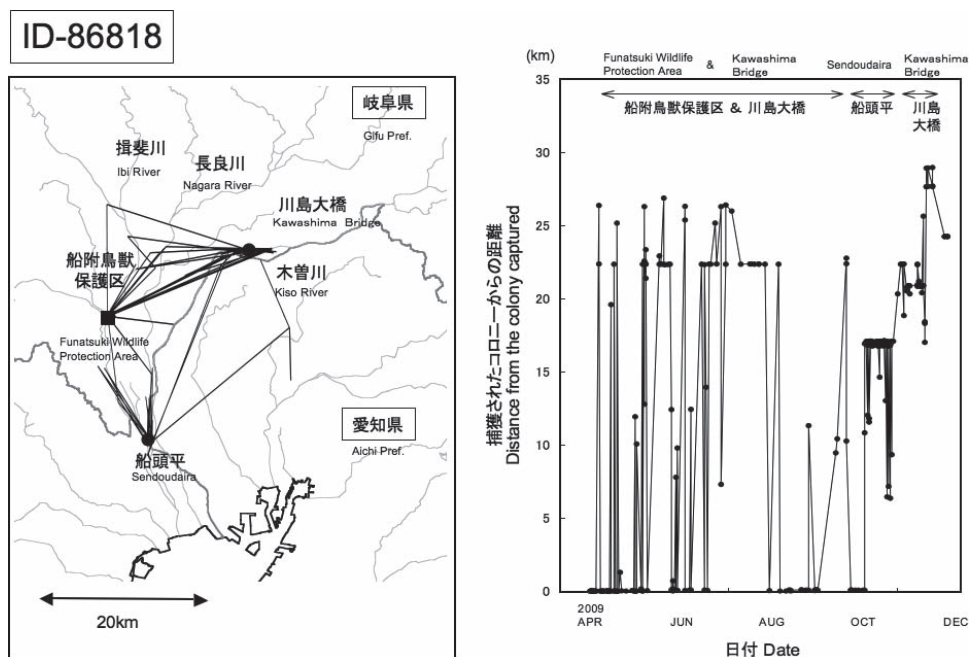 ID-86818
岐阜県
Gifu Pref.
揖斐川
Ibi River
長良川
Nagara River
川島大橋
Kawashima Bridge
船附鳥獣
保護区
木曽川
Kiso River
Funatsuki Wildlife
Protection Area
愛知県
Aichi Pref.
船頭平
Sendoudaira
20km
(km)
Funatsuki Wildlife
Protection Area
&
Kawashima
Bridge
Sendoudaira
Kawashima
Bridge
船附鳥獣保護区 & 川島大橋
船頭平
川島
大橋
35
30
25
20
15
10
5
0
捕獲されたコロニーからの距離
Distance from the colony captured
2009
APR
JUN
AUG
OCT
DEC
日付 Date